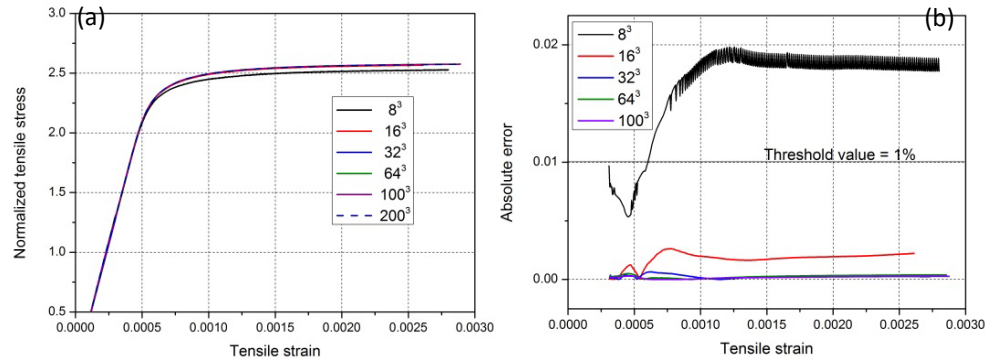 (a)
3.0
2.5
2.0
1.5
1.0
0.5
Normalized tensile stress
8³
16³
32³
64³
100³
200³
0.0000 0.0005 0.0010 0.0015 0.0020 0.0025 0.0030
Tensile strain
(b)
0.02
0.01
0.00
Absolute error
8³
16³
32³
64³
100³
Threshold value = 1%
0.0000 0.0005 0.0010 0.0015 0.0020 0.0025 0.0030
Tensile strain